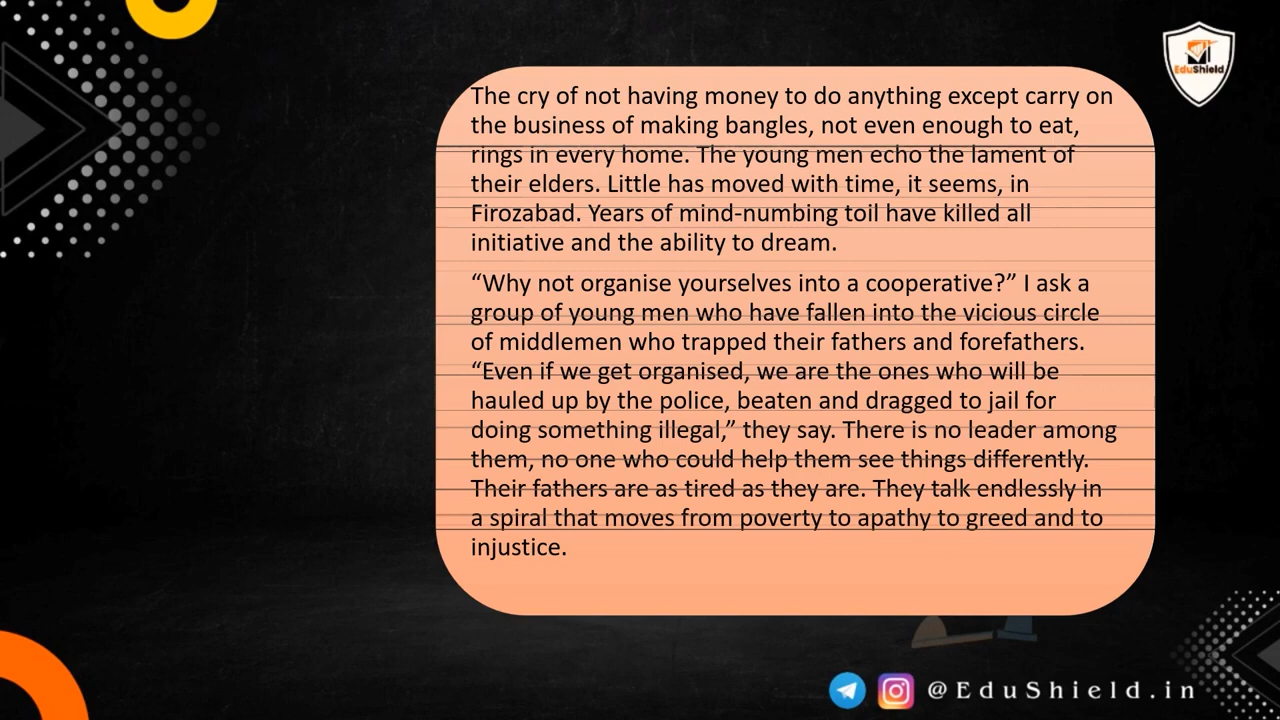 EduShield
The cry of not having money to do anything except carry on
the business of making bangles, not even enough to eat,
rings in every home. The young men echo the lament of
their elders. Little has moved with time, it seems, in
Firozabad. Years of mind-numbing toil have killed all
initiative and the ability to dream.
“Why not organise yourselves into a cooperative?” I ask a
group of young men who have fallen into the vicious circle
of middlemen who trapped their fathers and forefathers.
“Even if we get organised, we are the ones who will be
hauled up by the police, beaten and dragged to jail for
doing something illegal,” they say. There is no leader among
them, no one who could help them see things differently.
Their fathers are as tired as they are. They talk endlessly in
a spiral that moves from poverty to apathy to greed and to
injustice.
@EduShield.in